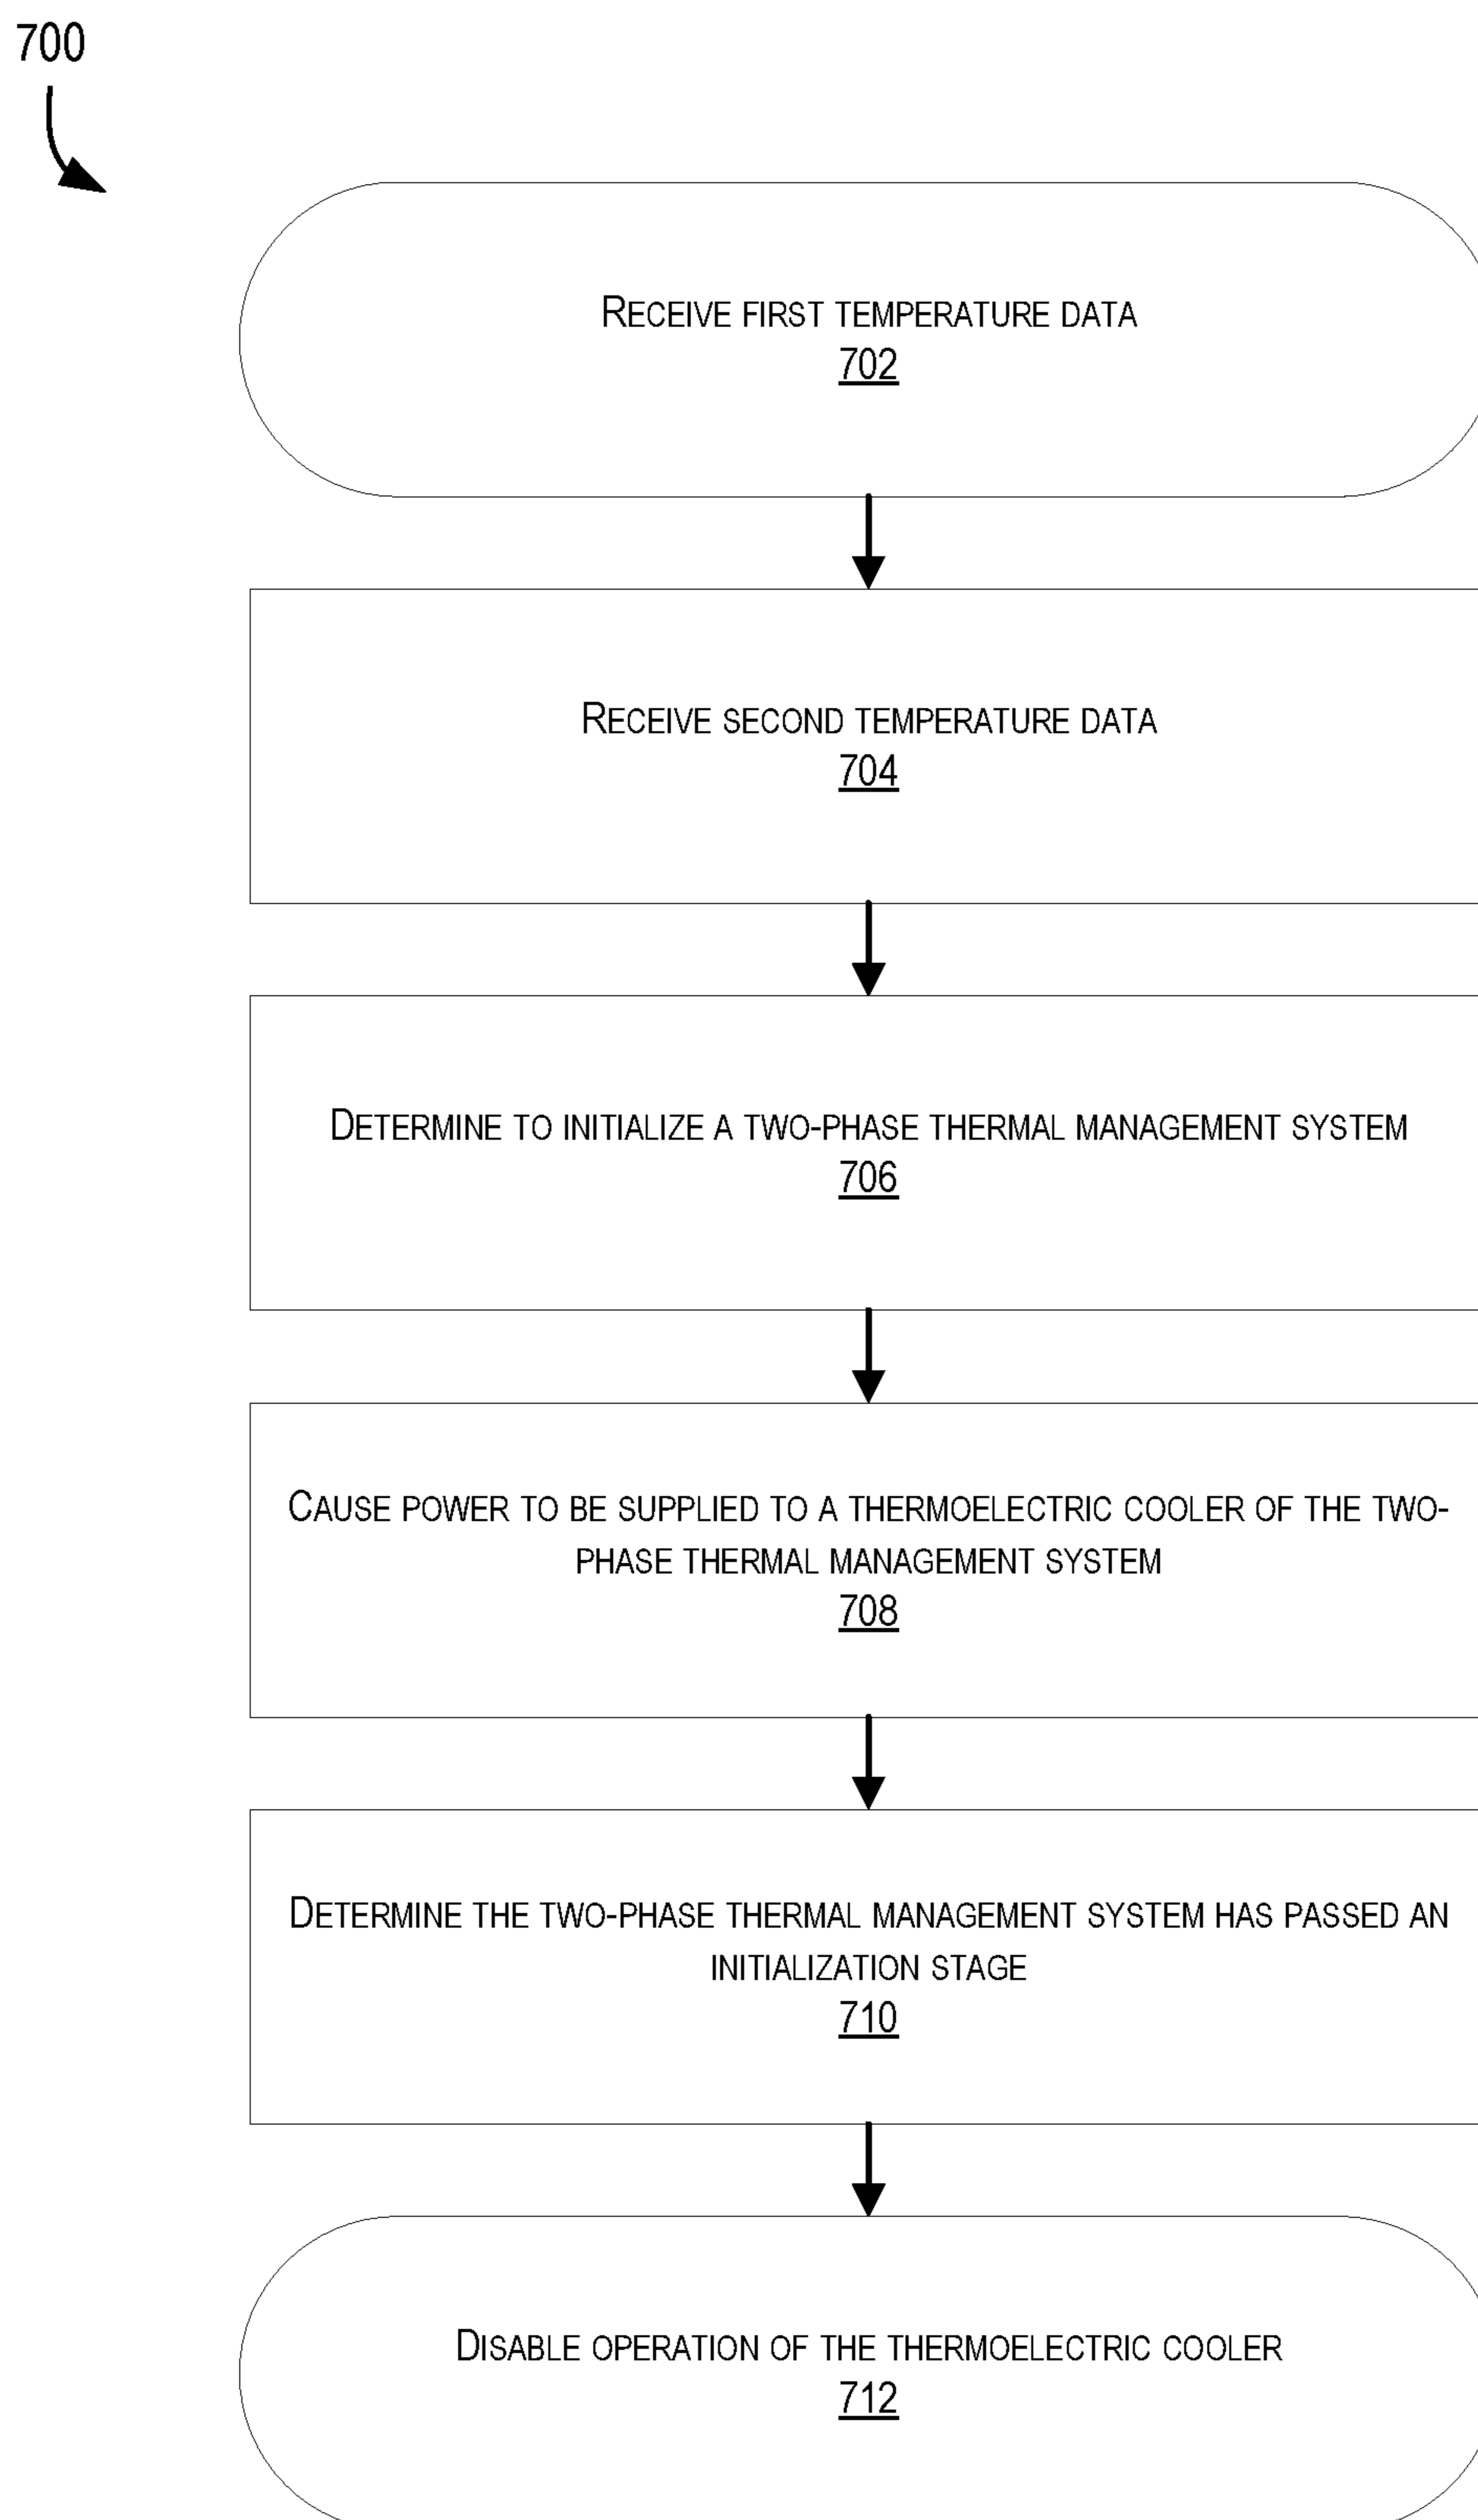 700
Receive first temperature data
702
Receive second temperature data
704
Determine to initialize a two-phase thermal management system
706
Cause power to be supplied to a thermoelectric cooler of the two-
phase thermal management system
708
Determine the two-phase thermal management system has passed an
initialization stage
710
Disable operation of the thermoelectric cooler
712